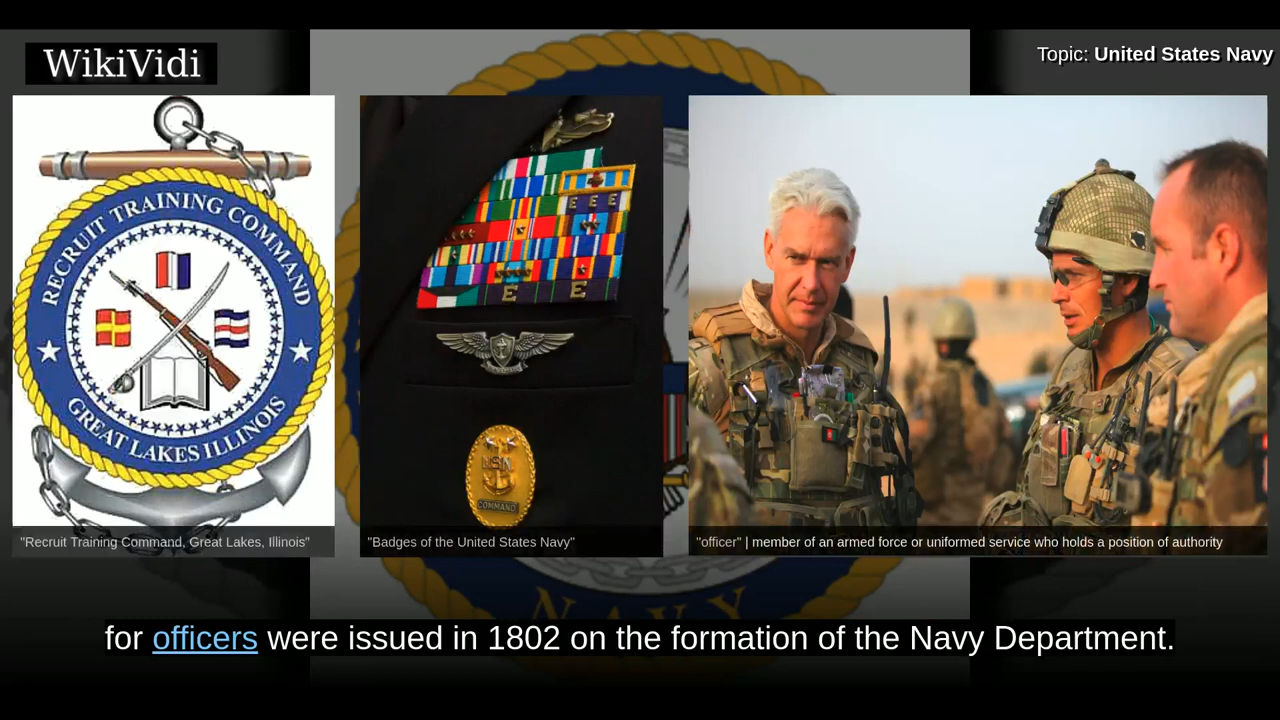 WikiVidi
Topic: United States Navy
RECRUIT TRAINING COMMAND
GREAT LAKES ILLINOIS
E E E
E E
USN
COMMAND
"Recruit Training Command, Great Lakes, Illinois"
"Badges of the United States Navy"
"officer" | member of an armed force or uniformed service who holds a position of authority
NAVY
for officers were issued in 1802 on the formation of the Navy Department.